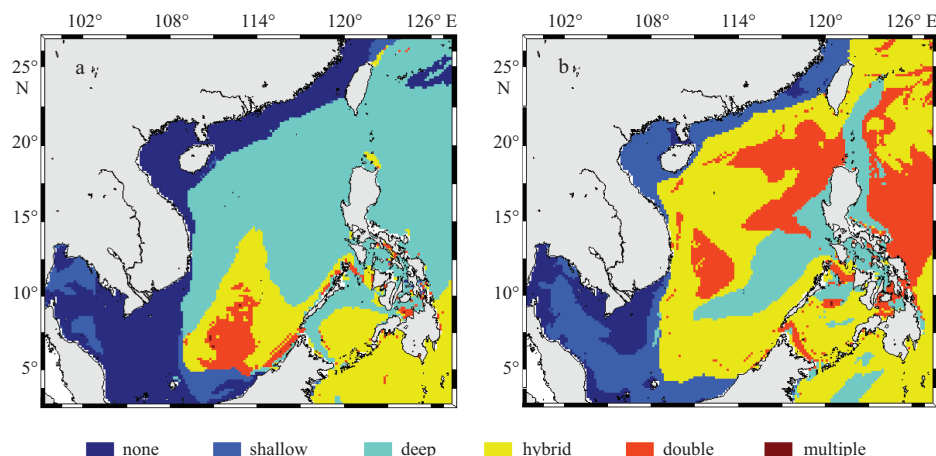 102° 108° 114° 120° 126° E 102° 108° 114° 120° 126° E
a b
25° 25°
N N
20° 20°
15° 15°
10° 10°
5° 5°
none shallow deep hybrid double multiple